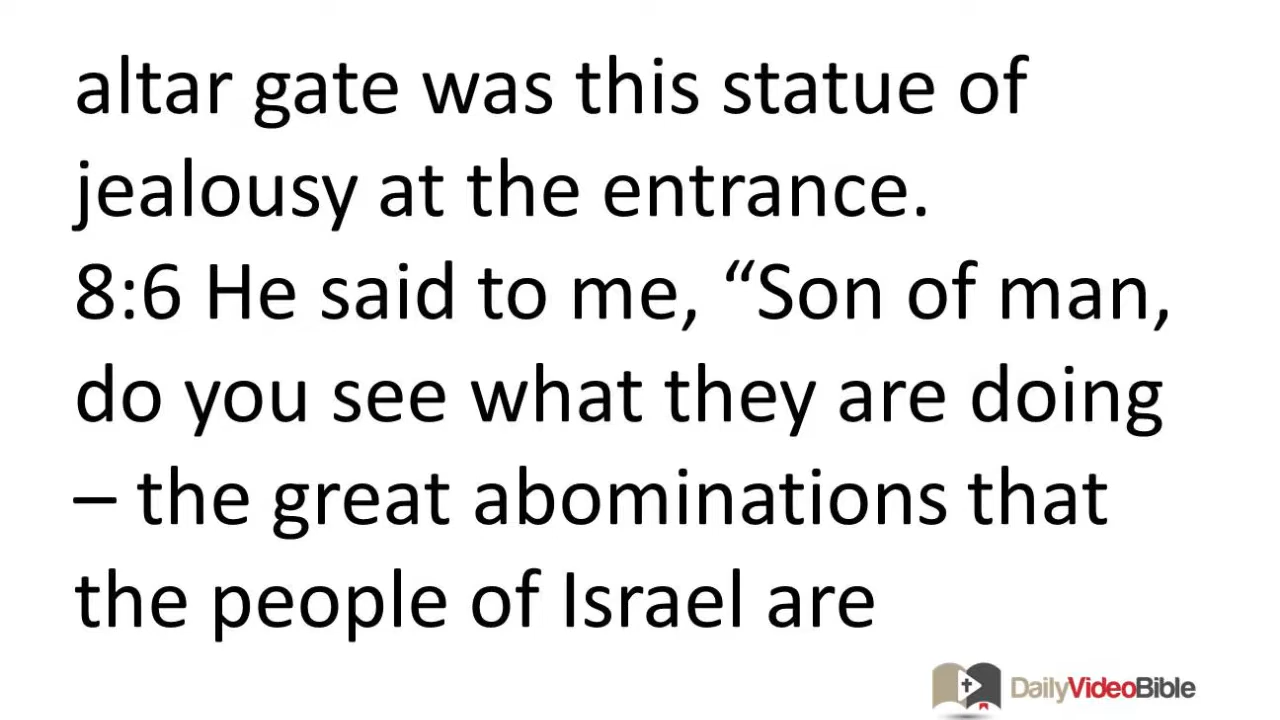 altar gate was this statue of
jealousy at the entrance.
8:6 He said to me, “Son of man,
do you see what they are doing
– the great abominations that
the people of Israel are
DailyVideoBible